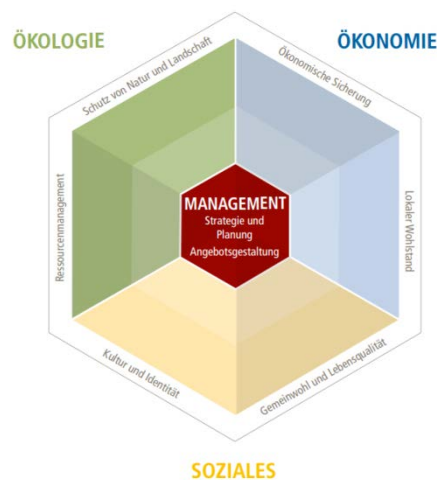 ÖKOLOGIE
ÖKONOMIE
Schutz von Natur und Landschaft
Ökonomische Sicherung
Ressourcenmanagement
MANAGEMENT
Strategie und
Planung
Angebotsgestaltung
Lokaler Wohlstand
Kultur und Identität
Gemeinwohl und Lebensqualität
SOZIALES